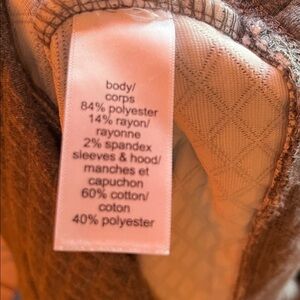 body/
corps
84% polyester
14% rayon/
rayonne
2% spandex
sleeves & hood/
manches et
capuchon
60% cotton/
coton
40% polyester